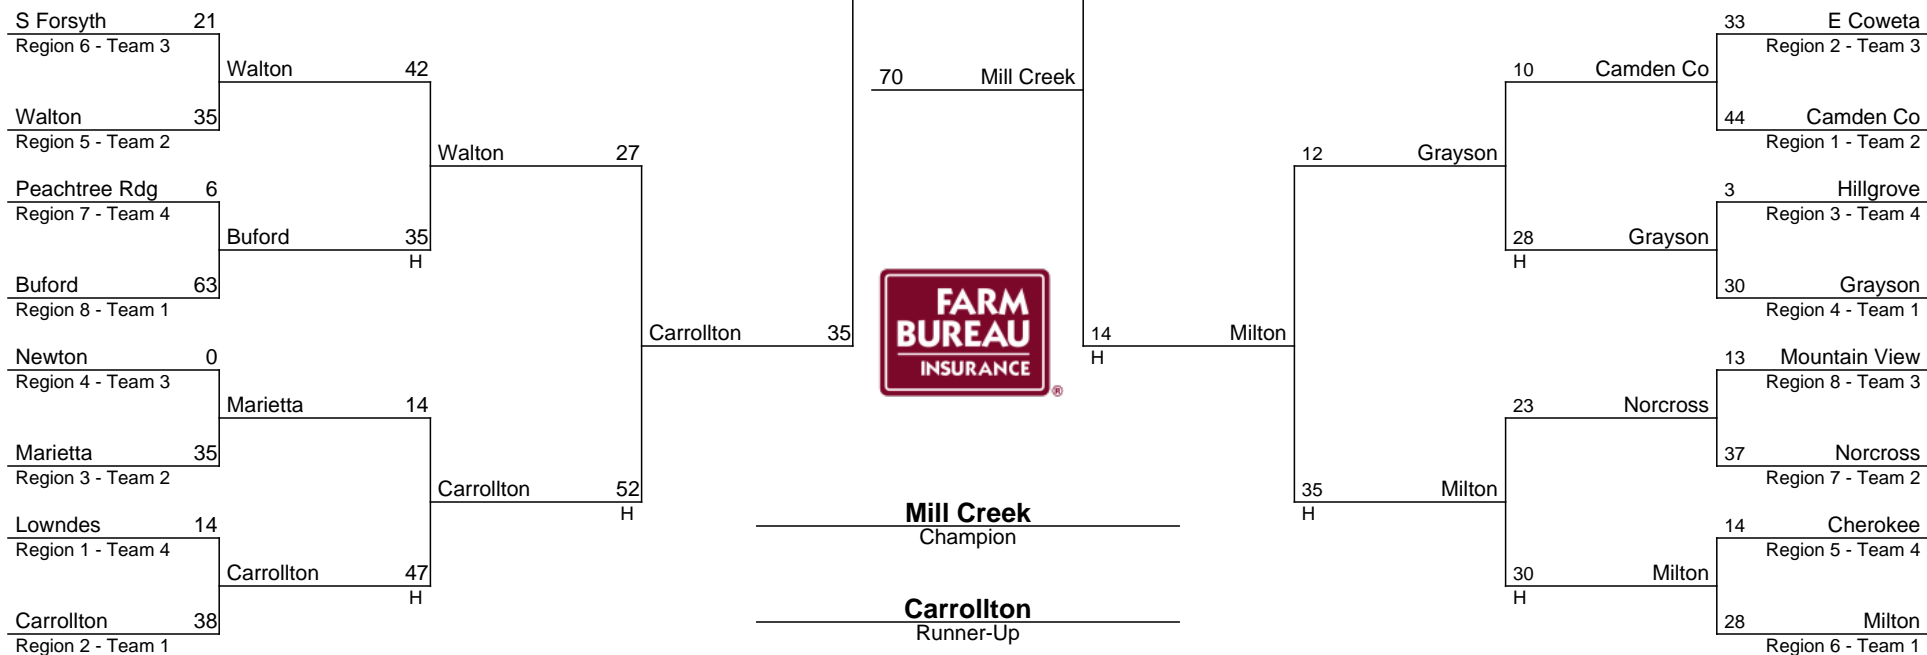 S Forsyth 21
Region 6 - Team 3
Walton 35
Region 5 - Team 2
Peachtree Rdg 6
Region 7 - Team 4
Buford 63
Region 8 - Team 1
Newton 0
Region 4 - Team 3
Marietta 35
Region 3 - Team 2
Lowndes 14
Region 1 - Team 4
Carrollton 38
Region 2 - Team 1
Walton 42
Buford 35
H
Marietta 14
Carrollton 47
H
Walton 27
Carrollton 52
H
Carrollton 35
70 Mill Creek
FARM
BUREAU
INSURANCE
®
Mill Creek
Champion
Carrollton
Runner-Up
14 Milton
H
12 Grayson
35 Milton
H
10 Camden Co
28 Grayson
H
23 Norcross
30 Milton
H
33 E Coweta
Region 2 - Team 3
44 Camden Co
Region 1 - Team 2
3 Hillgrove
Region 3 - Team 4
30 Grayson
Region 4 - Team 1
13 Mountain View
Region 8 - Team 3
37 Norcross
Region 7 - Team 2
14 Cherokee
Region 5 - Team 4
28 Milton
Region 6 - Team 1